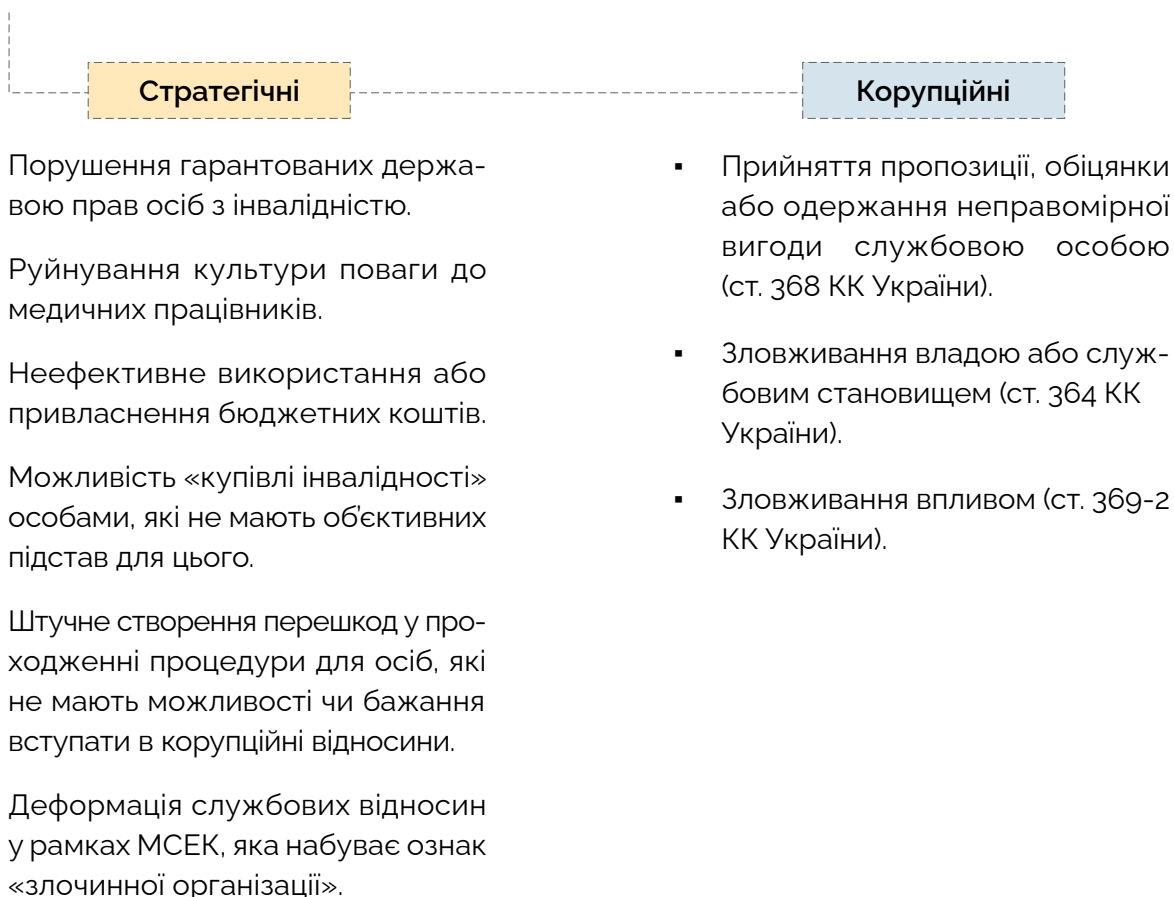 Стратегічні
Порушення гарантованих держа-
вою прав осіб з інвалідністю.
Руйнування культури поваги до
медичних працівників.
Неефективне використання або
привласнення бюджетних коштів.
Можливість «купівлі інвалідності»
особами, які не мають об'єктивних
підстав для цього.
Штучне створення перешкод у про-
ходженні процедури для осіб, які
не мають можливості чи бажання
вступати в корупційні відносини.
Деформація службових відносин
у рамках МСЕК, яка набуває ознак
«злочинної організації».
Корупційні
▪ Прийняття пропозиції, обіцянки
або одержання неправомірної
вигоди службовою особою
(ст. 368 КК України).
▪ Зловживання владою або служ-
бовим становищем (ст. 364 КК
України).
▪ Зловживання впливом (ст. 369-2
КК України).